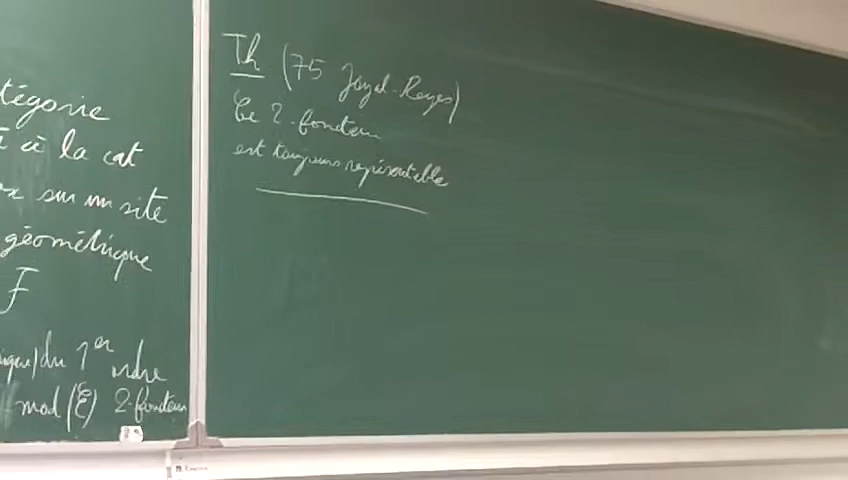 tégorie
i à la cat
x sur un site
géométrique
F
ique) du 1er ordre
mod(E) 2-foncteur
Th (75 Joyal-Reyes)
Ce 2-foncteur
est toujours représentable